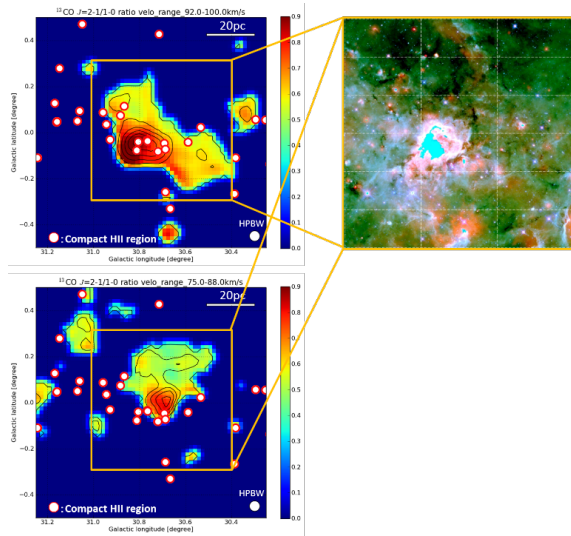 ¹³CO J=2-1/1-0 ratio velo_range_92.0-100.0km/s
20pc
0.4
0.2
0.0
−0.2
−0.4
Galactic latitude [degree]
:Compact HII region
HPBW
31.2 31.0 30.8 30.6 30.4
Galactic longitude [degree]
0.9
0.8
0.7
0.6
0.5
0.4
0.3
0.2
0.1
0.0
¹³CO J=2-1/1-0 ratio velo_range_75.0-88.0km/s
20pc
0.4
0.2
0.0
−0.2
−0.4
Galactic latitude [degree]
:Compact HII region
HPBW
31.2 31.0 30.8 30.6 30.4
Galactic longitude [degree]
0.9
0.8
0.7
0.6
0.5
0.4
0.3
0.2
0.1
0.0